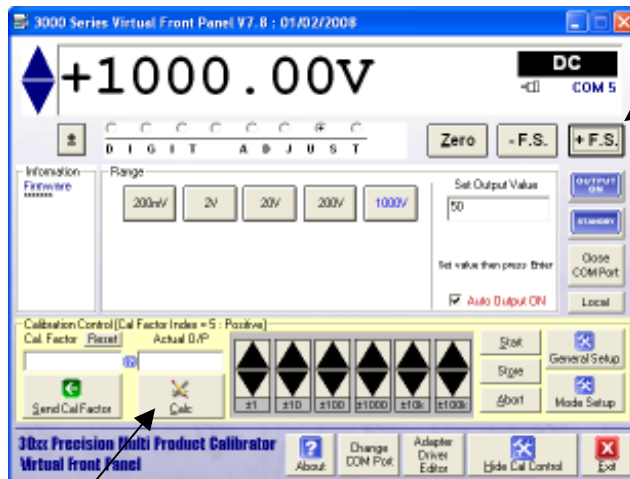 3000 Series Virtual Front Panel V7.8 : 01/02/2008
+1000.00V
DC
COM 5
±
DIGIT ADJUST
Zero
- F.S.
+ F.S.
Information
Firmware
Range
200mV
2V
20V
200V
1000V
Set Output Value
50
Set value then press Enter
Auto Output ON
OUTPUT ON
STANDBY
Close COM Port
Local
Calibration Control [Cal Factor Index = 5 : Positive]
Cal. Factor
Reset
Actual O/P
Send Cal Factor
Calc
±1
±10
±100
±1000
±10k
±100k
Start
Store
Abort
General Setup
Mode Setup
30xx Precision Multi Product Calibrator
Virtual Front Panel
About
Change COM Port
Adapter Driver Editor
Hide Cal Control
Exit